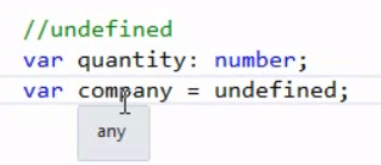 //undefined
var quantity: number;
var company = undefined;
any